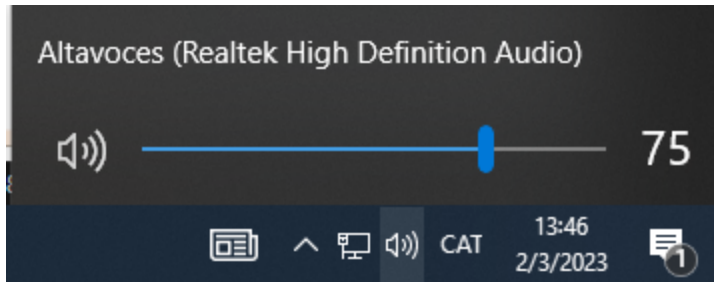 Altavoces (Realtek High Definition Audio)
75
CAT
13:46
2/3/2023
1